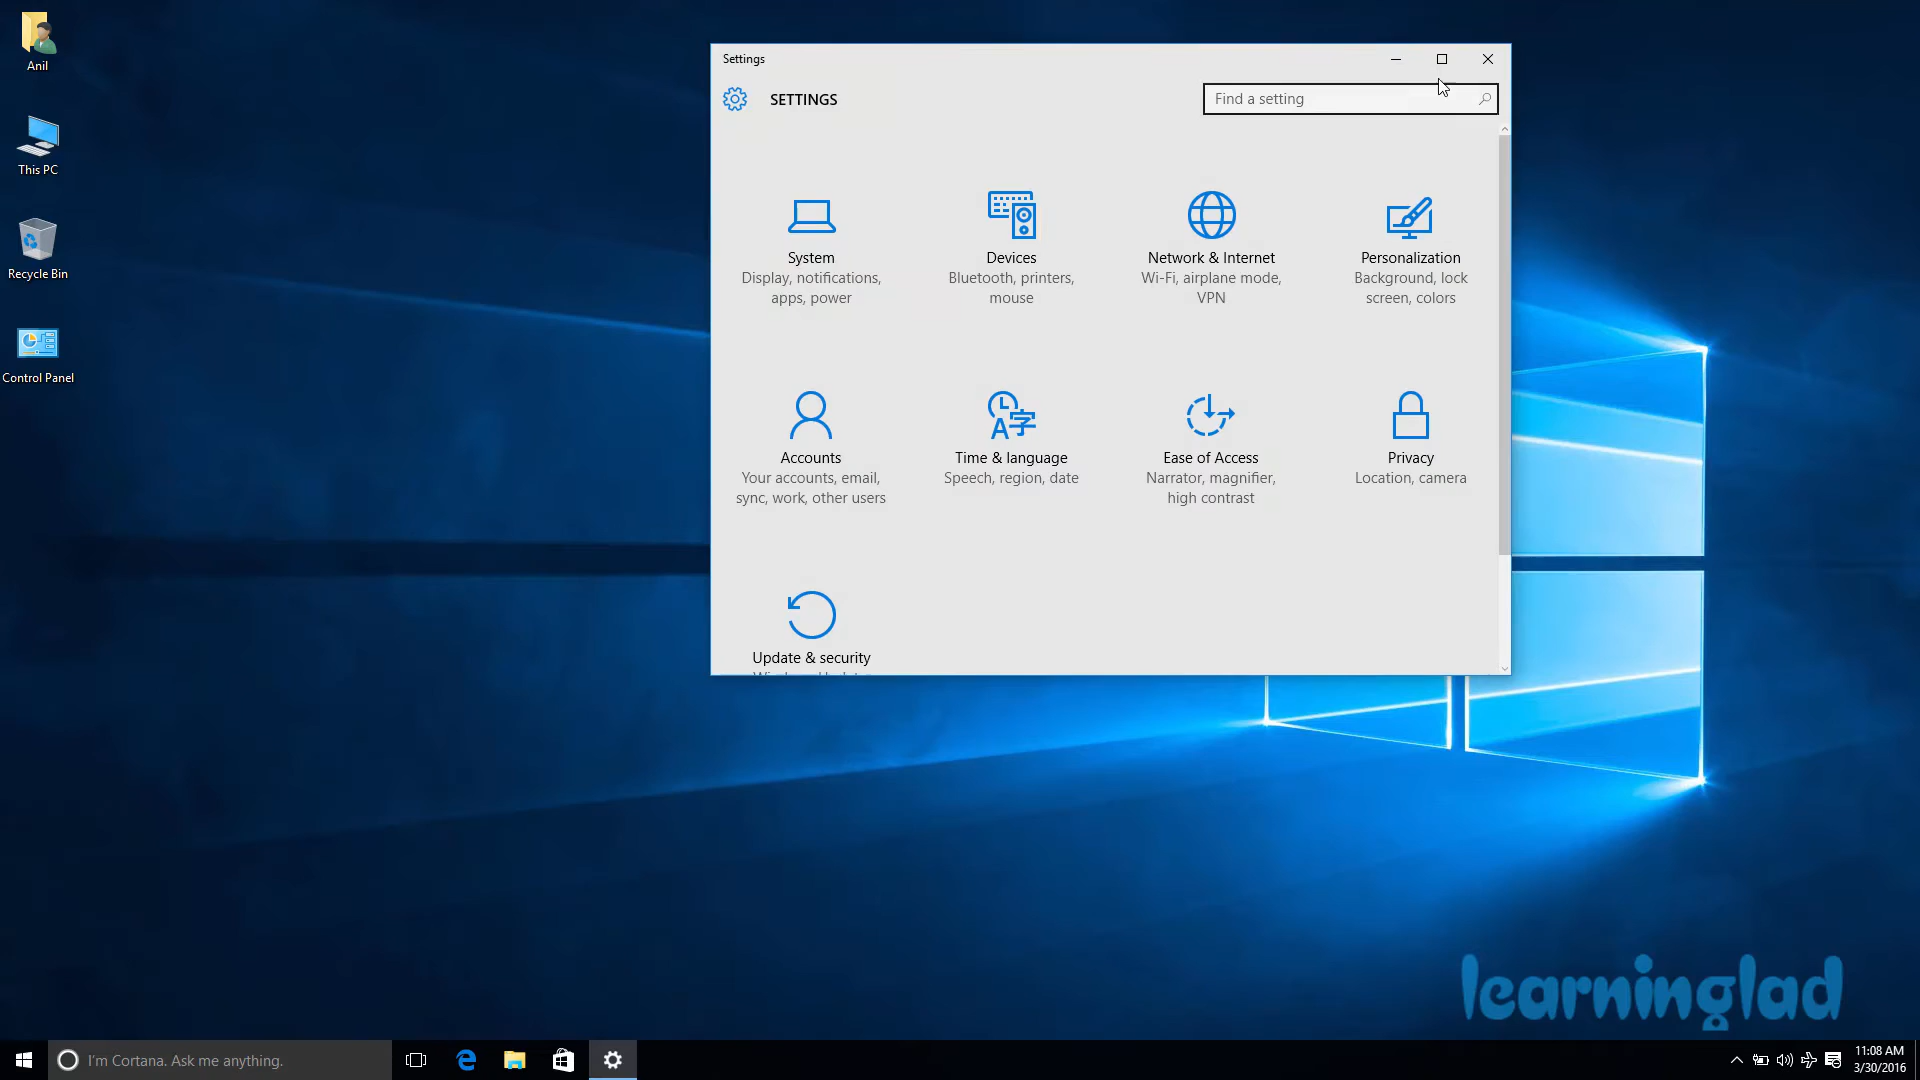 Anil
This PC
Recycle Bin
Control Panel
Settings
SETTINGS
Find a setting
System
Display, notifications,
apps, power
Devices
Bluetooth, printers,
mouse
Network & Internet
Wi-Fi, airplane mode,
VPN
Personalization
Background, lock
screen, colors
Accounts
Your accounts, email,
sync, work, other users
Time & language
Speech, region, date
Ease of Access
Narrator, magnifier,
high contrast
Privacy
Location, camera
Update & security
learninglad
I'm Cortana. Ask me anything.
11:08 AM
3/30/2016